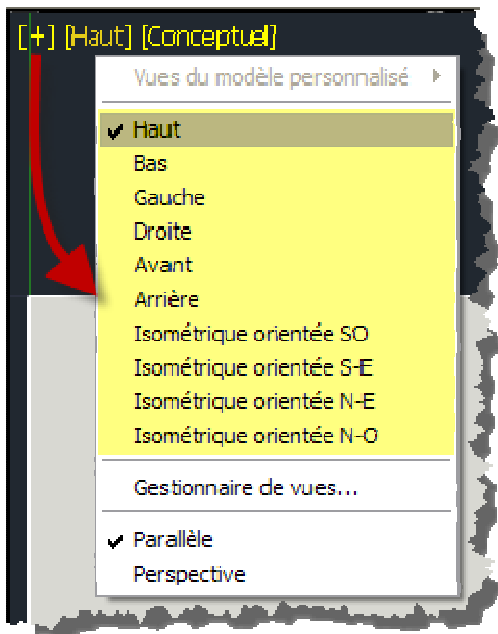 [+] [Haut] [Conceptuel]
Vues du modèle personnalisé
Haut
Bas
Gauche
Droite
Avant
Arrière
Isométrique orientée SO
Isométrique orientée S-E
Isométrique orientée N-E
Isométrique orientée N-O
Gestionnaire de vues...
Parallèle
Perspective